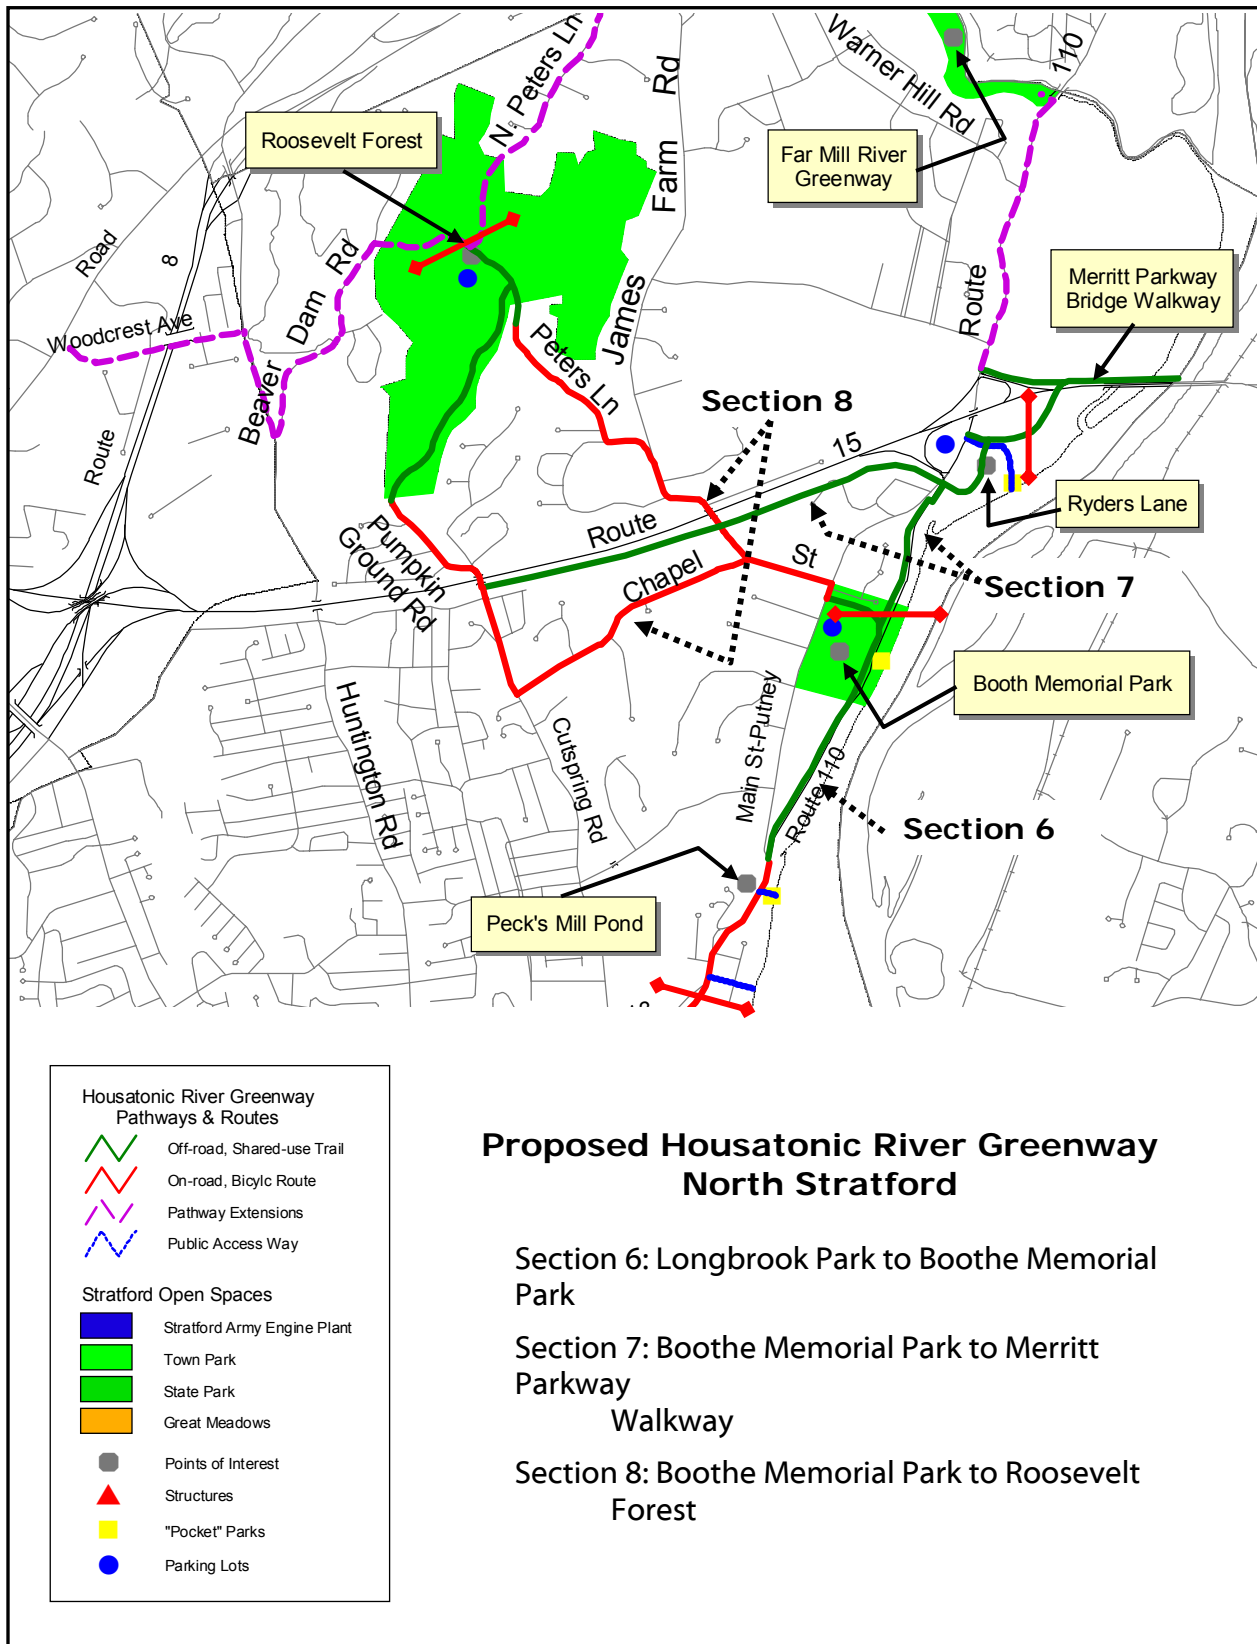 N. Peters Ln
Farm Rd
James
Warner Hill Rd
110
Roosevelt Forest
Far Mill River
Greenway
Merritt Parkway
Bridge Walkway
Route
Road
8
Woodcrest Ave
Beaver Dam Rd
Route
Peters Ln
Section 8
15
Route
Ryders Lane
Pumpkin
Ground Rd
Chapel St
Section 7
Booth Memorial Park
Huntington Rd
Cutspring Rd
Main St-Putney
Route 110
Section 6
Peck's Mill Pond
Housatonic River Greenway
Pathways & Routes
Off-road, Shared-use Trail
On-road, Bicylc Route
Pathway Extensions
Public Access Way
Stratford Open Spaces
Stratford Army Engine Plant
Town Park
State Park
Great Meadows
Points of Interest
Structures
"Pocket" Parks
Parking Lots
Proposed Housatonic River Greenway
North Stratford
Section 6: Longbrook Park to Boothe Memorial
Park
Section 7: Boothe Memorial Park to Merritt
Parkway
Walkway
Section 8: Boothe Memorial Park to Roosevelt
Forest